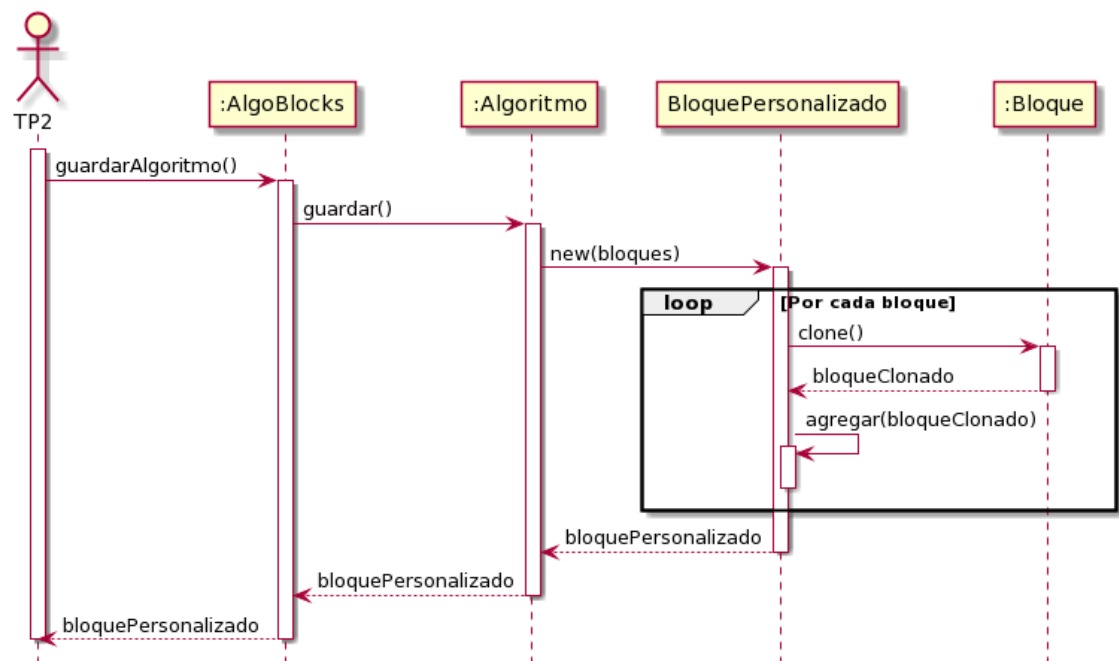 TP2
:AlgoBlocks
:Algoritmo
BloquePersonalizado
:Bloque
guardarAlgoritmo()
guardar()
new(bloques)
loop
[Por cada bloque]
clone()
bloqueClonado
agregar(bloqueClonado)
bloquePersonalizado
bloquePersonalizado
bloquePersonalizado